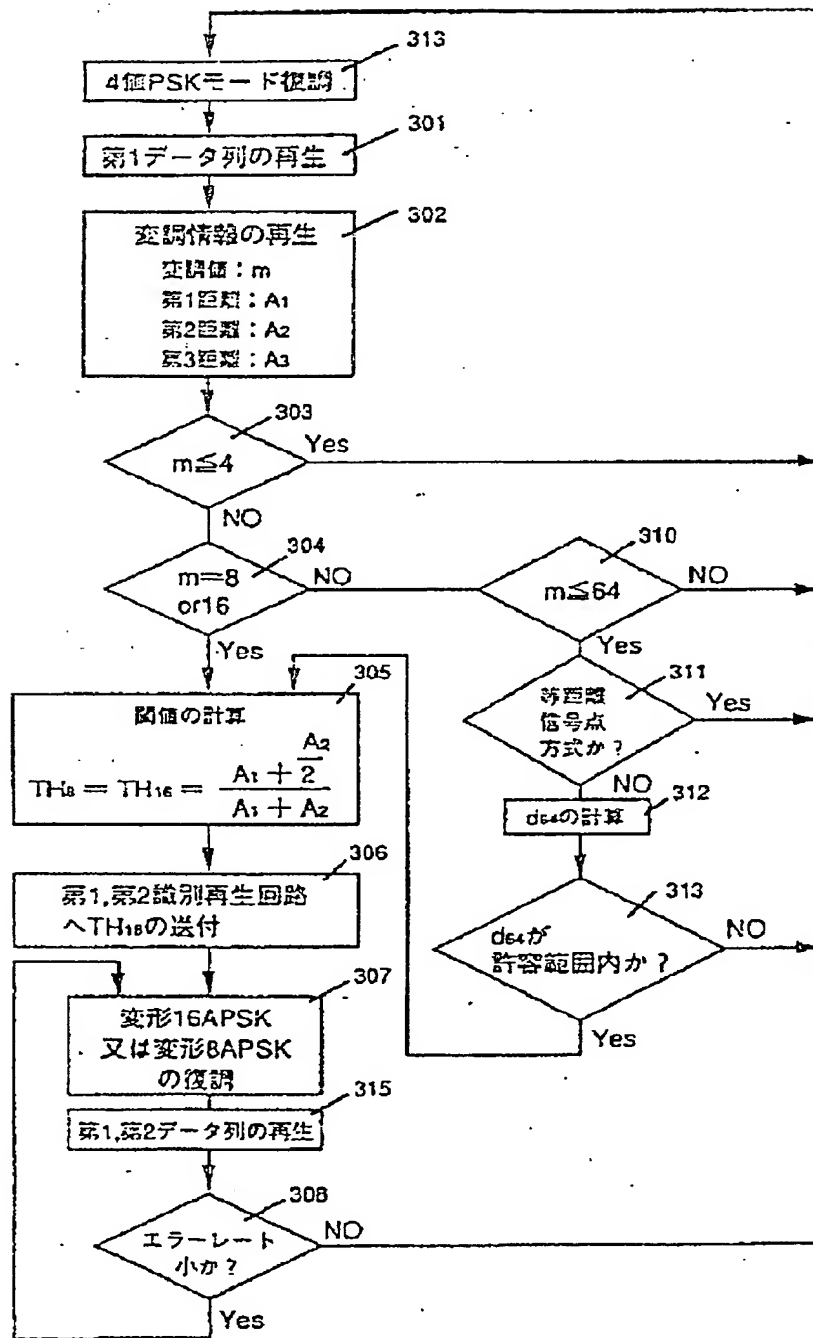 313
4値PSKモード復調
301
第1データ列の再生
302
変調情報の再生
変調値：m
第1距離：A1
第2距離：A2
第3距離：A3
303
m≦4
Yes
NO
304
m=8
or16
NO
Yes
310
m≦64
NO
Yes
311
等距離
信号点
方式か？
Yes
NO
305
閾値の計算
TH8 = TH16 = (A1 + A2/2) / (A1 + A2)
312
d64の計算
306
第1,第2識別再生回路
へTH16の送付
313
d64が
許容範囲内か？
NO
Yes
307
変形16APSK
又は変形8APSK
の復調
315
第1,第2データ列の再生
308
エラーレート
小か？
NO
Yes